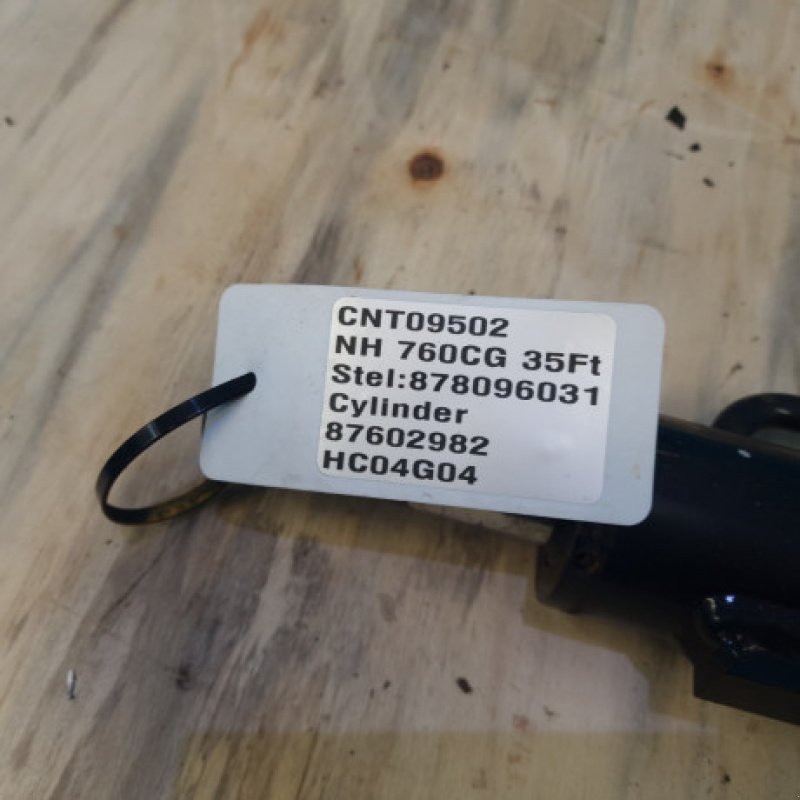 CNT09502
NH 760CG 35Ft
Stel:878096031
Cylinder
87602982
HC04G04